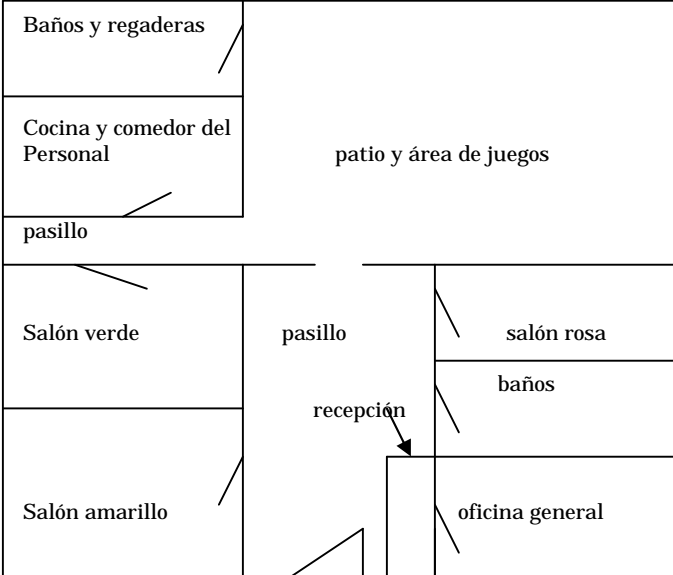 Baños y regaderas
Cocina y comedor del
Personal
patio y área de juegos
pasillo
Salón verde
pasillo
salón rosa
baños
recepción
Salón amarillo
oficina general